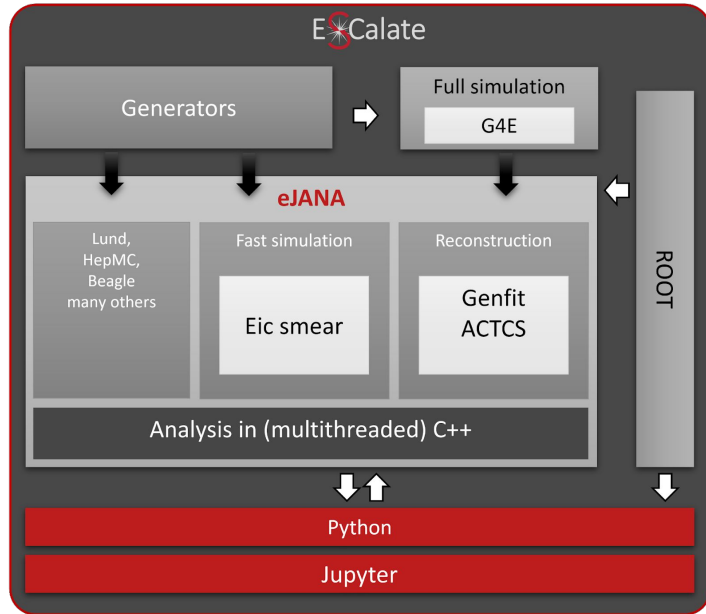 ESCalate
Generators
Full simulation
G4E
eJANA
Lund,
HepMC,
Beagle
many others
Fast simulation
Eic smear
Reconstruction
Genfit
ACTCS
ROOT
Analysis in (multithreaded) C++
Python
Jupyter